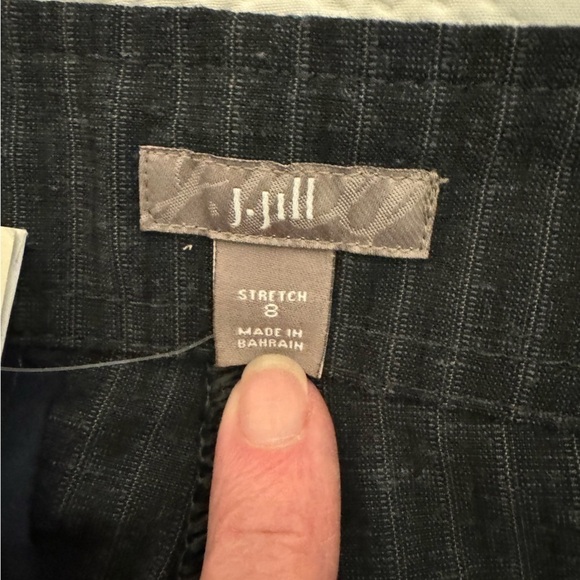 J.Jill
STRETCH
8
MADE IN
BAHRAIN